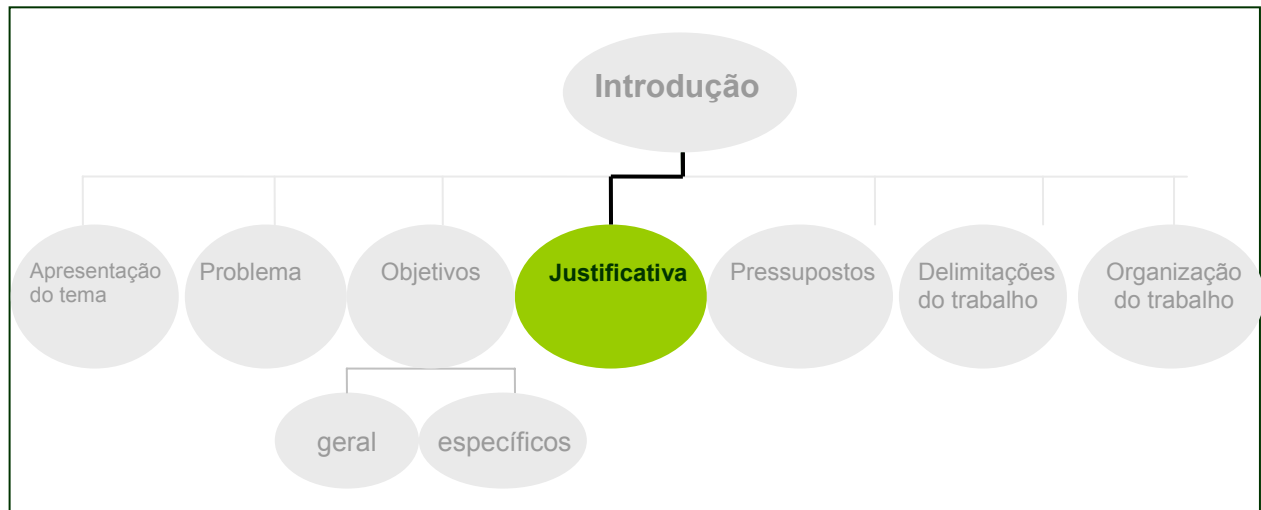 Introdução
Apresentação
do tema
Problema
Objetivos
Justificativa
Pressupostos
Delimitações
do trabalho
Organização
do trabalho
geral
específicos